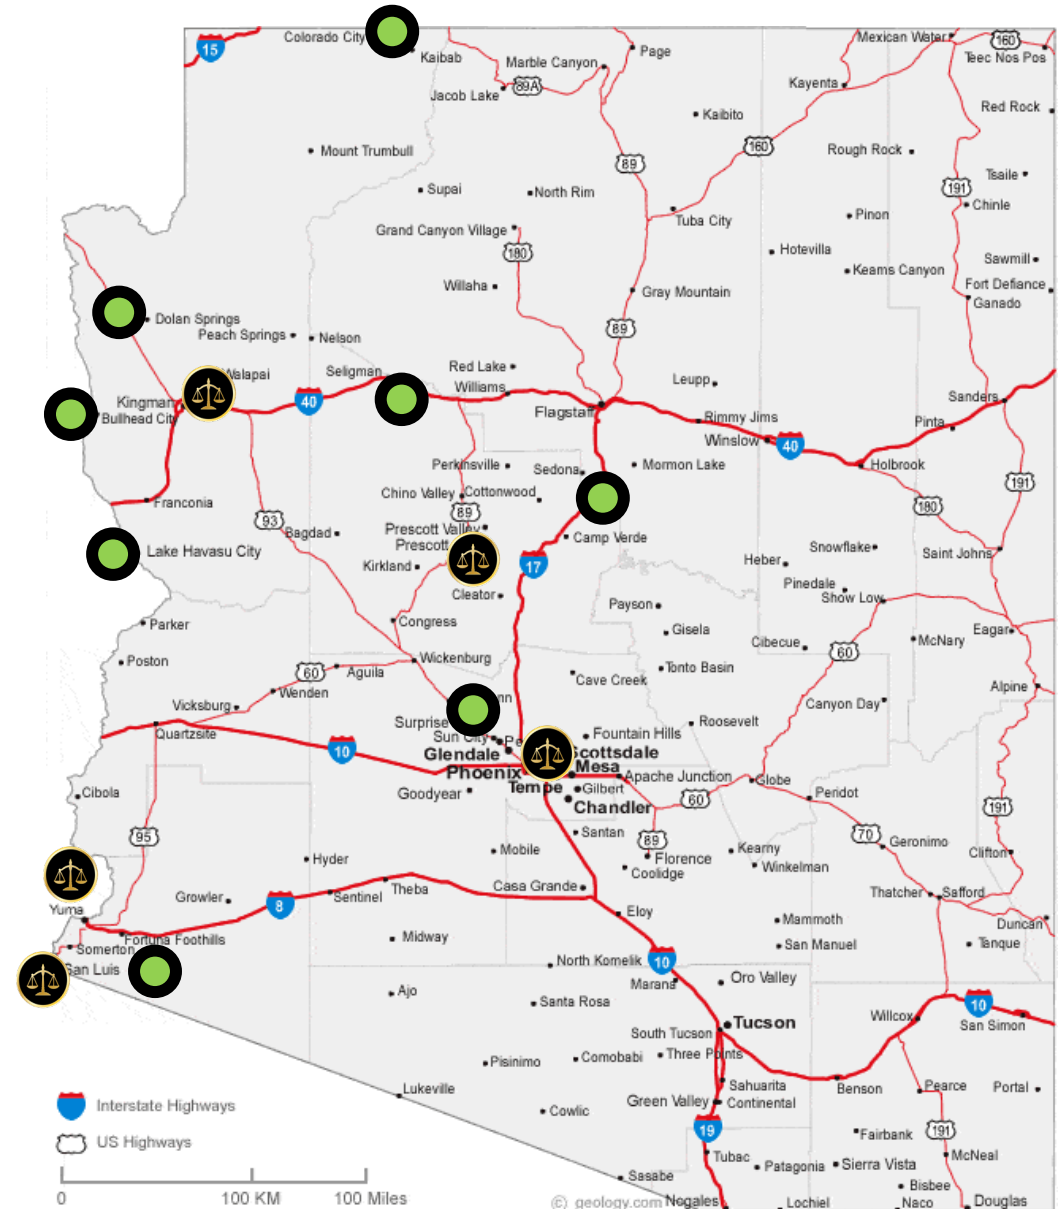 Colorado City
Kaibab
15
Marble Canyon
Page
Mexican Water
160
Teec Nos Pos
89A
Jacob Lake
Kayenta
Red Rock
Kaibito
160
Mount Trumbull
Rough Rock
89
Tsaile
191
Supai
North Rim
Chinle
Pinon
Tuba City
Grand Canyon Village
180
Hotevilla
Sawmill
Keams Canyon
Willaha
Gray Mountain
Fort Defiance
Ganado
Dolan Springs
89
Peach Springs
Nelson
Walapai
Seligman
Red Lake
Williams
Leupp
40
Kingman
Bullhead City
Flagstaff
Rimmy Jims
Sanders
Pinta
Winslow
40
Perkinsville
Sedona
Mormon Lake
Holbrook
191
Chino Valley
Cottonwood
Franconia
180
89
93
Bagdad
Prescott Valley
Prescott
Camp Verde
Snowflake
Saint Johns
Lake Havasu City
Kirkland
17
Heber
Pinedale
Show Low
Cleator
Payson
Parker
Congress
Gisela
Eagar
Cibecue
McNary
60
Poston
Wickenburg
60
Aguila
Tonto Basin
Cave Creek
Wenden
Alpine
Vicksburg
Canyon Day
nn
Surprise
Roosevelt
Quartzsite
Sun City
Pe
Fountain Hills
10
Glendale
Scottsdale
Phoenix
Mesa
Apache Junction
Globe
Tempe
Gilbert
Cibola
Goodyear
60
Peridot
Chandler
191
95
Santan
70
89
Geronimo
Mobile
Kearny
Hyder
Florence
Winkelman
Clifton
Coolidge
Theba
Casa Grande
Growler
8
Sentinel
Thatcher
Safford
Yuma
Eloy
Mammoth
Duncan
Fortuna Foothills
Midway
Somerton
San Manuel
Tanque
San Luis
North Komelik
10
Marana
Oro Valley
Ajo
Santa Rosa
10
Willcox
San Simon
Tucson
South Tucson
Pisinimo
Comobabi
Three Points
Sahuarita
Benson
Pearce
Portal
Lukeville
Green Valley
Continental
Interstate Highways
Cowlic
19
Fairbank
191
US Highways
Tubac
McNeal
Patagonia
Sierra Vista
Sasabe
Bisbee
0
100 KM
100 Miles
© geology.com
Nogales
Lochiel
Naco
Douglas